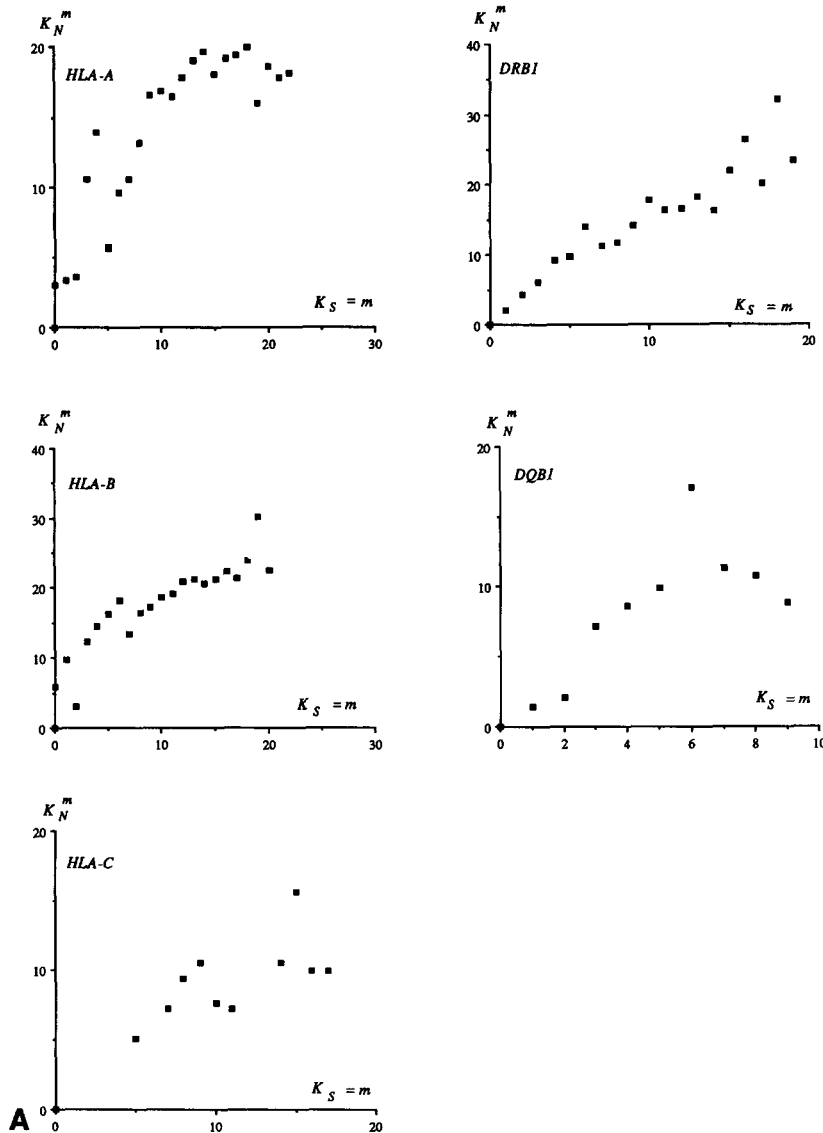 K_N^m
20
HLA-A
10
K_S = m
0
0 10 20 30
K_N^m
40
DRB1
30
20
10
K_S = m
0
0 10 20
K_N^m
40
HLA-B
30
20
10
K_S = m
0
0 10 20 30
K_N^m
20
DQB1
10
K_S = m
0
0 2 4 6 8 10
K_N^m
20
HLA-C
10
K_S = m
0
0 10 20
A